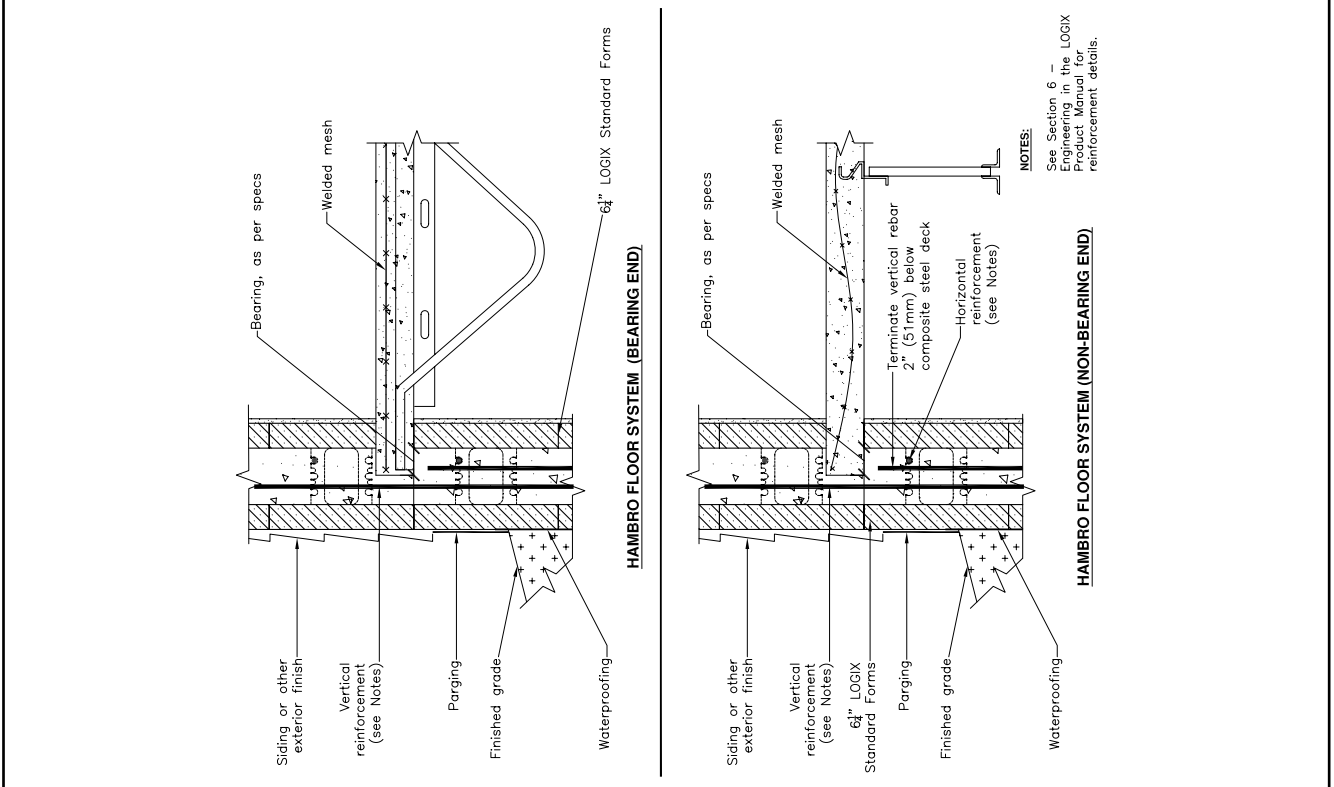 Siding or other
exterior finish
Vertical
reinforcement
(see Notes)
Parging
Finished grade
Waterproofing
Bearing, as per specs
Welded mesh
6¼" LOGIX Standard Forms
HAMBRO FLOOR SYSTEM (BEARING END)
Siding or other
exterior finish
Vertical
reinforcement
(see Notes)
6¼" LOGIX
Standard Forms
Parging
Finished grade
Waterproofing
Bearing, as per specs
Welded mesh
Terminate vertical rebar
2" (51mm) below
composite steel deck
Horizontal
reinforcement
(see Notes)
HAMBRO FLOOR SYSTEM (NON-BEARING END)
NOTES:
See Section 6 –
Engineering in the LOGIX
Product Manual for
reinforcement details.